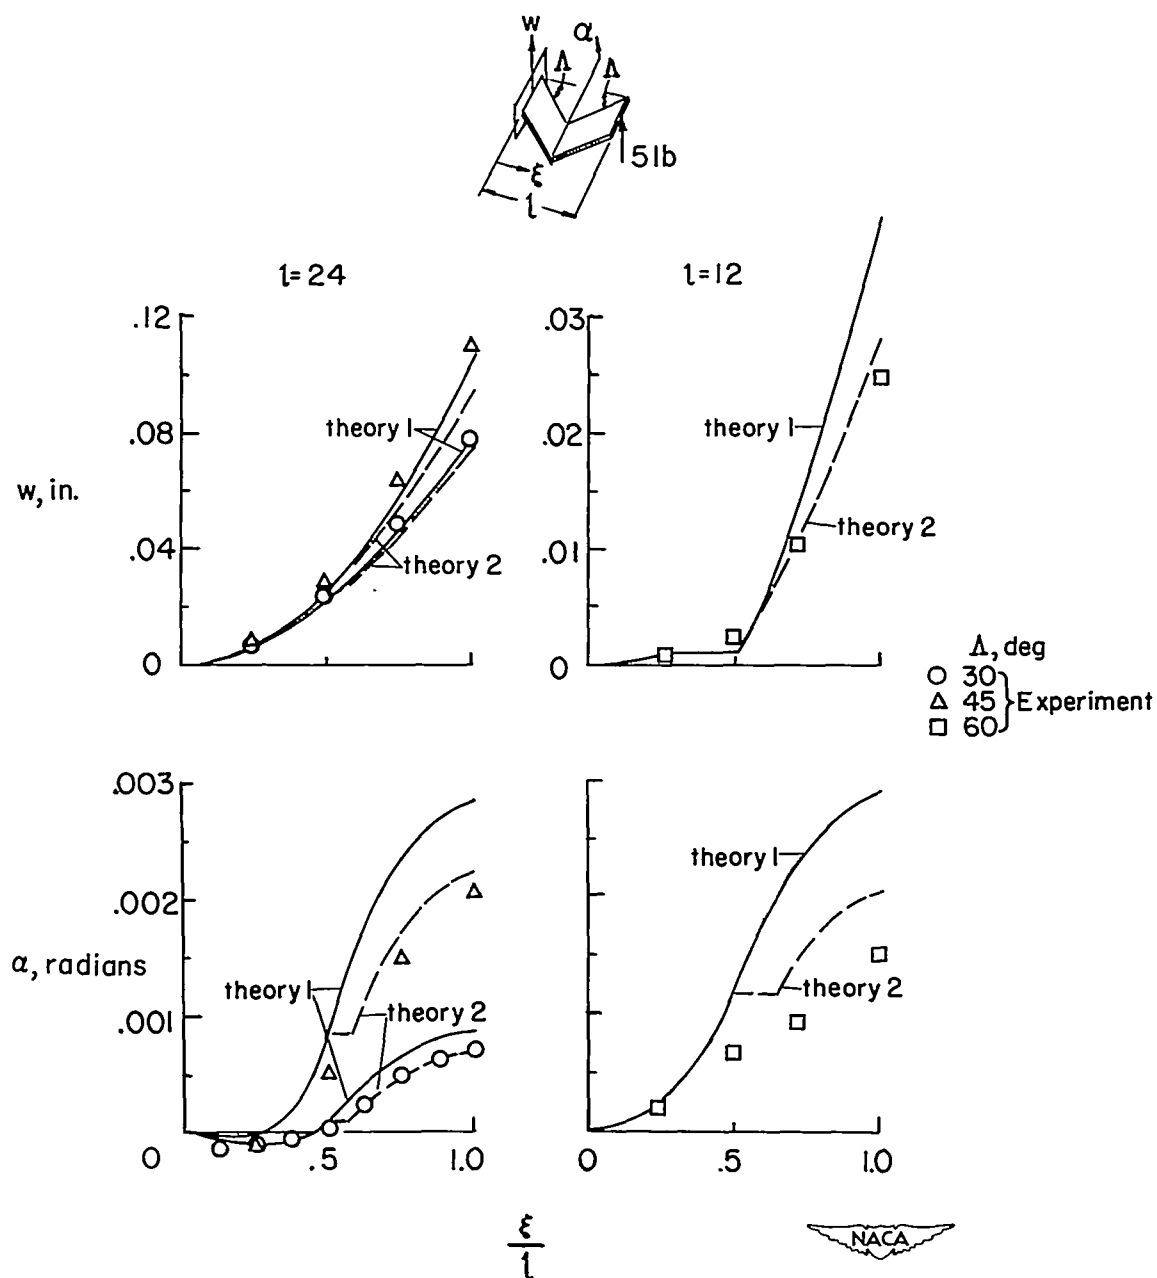 w
α
Λ
Λ
5 lb
ξ
l
l=24
l=12
.12
.08
.04
0
w, in.
theory 1
theory 2
.03
.02
.01
0
theory 1
theory 2
Λ, deg
30
45
60
Experiment
.003
.002
.001
0
α, radians
theory 1
theory 2
.5
1.0
theory 1
theory 2
0
.5
1.0
ξ
l
NACA